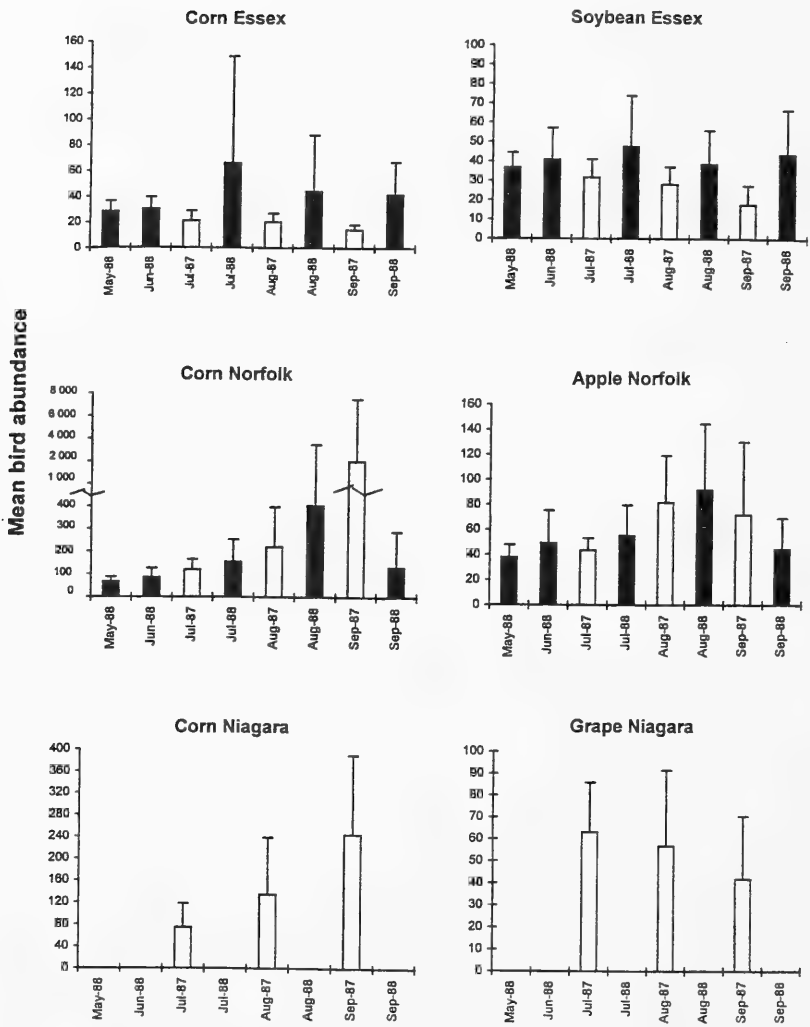 Mean bird abundance
Corn Essex
160
140
120
100
80
60
40
20
0
May-88
Jun-88
Jul-87
Jul-88
Aug-87
Aug-88
Sep-87
Sep-88
Soybean Essex
100
90
80
70
60
50
40
30
20
10
0
May-88
Jun-88
Jul-87
Jul-88
Aug-87
Aug-88
Sep-87
Sep-88
Corn Norfolk
8 000
6 000
4 000
2 000
1 000
400
300
200
100
0
May-88
Jun-88
Jul-87
Jul-88
Aug-87
Aug-88
Sep-87
Sep-88
Apple Norfolk
160
140
120
100
80
60
40
20
0
May-88
Jun-88
Jul-87
Jul-88
Aug-87
Aug-88
Sep-87
Sep-88
Corn Niagara
400
360
320
280
240
200
160
120
80
40
0
May-88
Jun-88
Jul-87
Jul-88
Aug-87
Aug-88
Sep-87
Sep-88
Grape Niagara
100
90
80
70
60
50
40
30
20
10
0
May-88
Jun-88
Jul-87
Jul-88
Aug-87
Aug-88
Sep-87
Sep-88